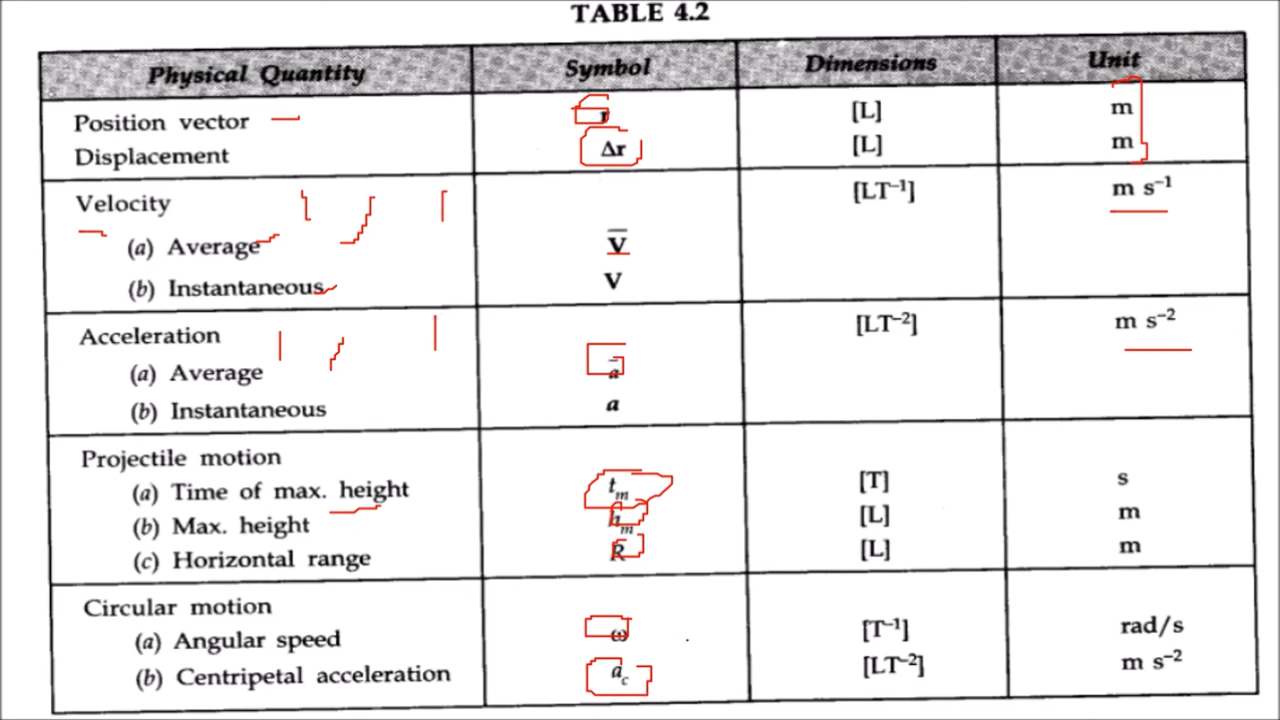 TABLE 4.2
Physical Quantity Symbol Dimensions Unit
Position vector r [L] m
Displacement Δr [L] m
Velocity [LT⁻¹] m s⁻¹
(a) Average V̅
(b) Instantaneous V
Acceleration [LT⁻²] m s⁻²
(a) Average a̅
(b) Instantaneous a
Projectile motion
(a) Time of max. height tₘ [T] s
(b) Max. height hₘ [L] m
(c) Horizontal range R [L] m
Circular motion
(a) Angular speed ω [T⁻¹] rad/s
(b) Centripetal acceleration a_c [LT⁻²] m s⁻²